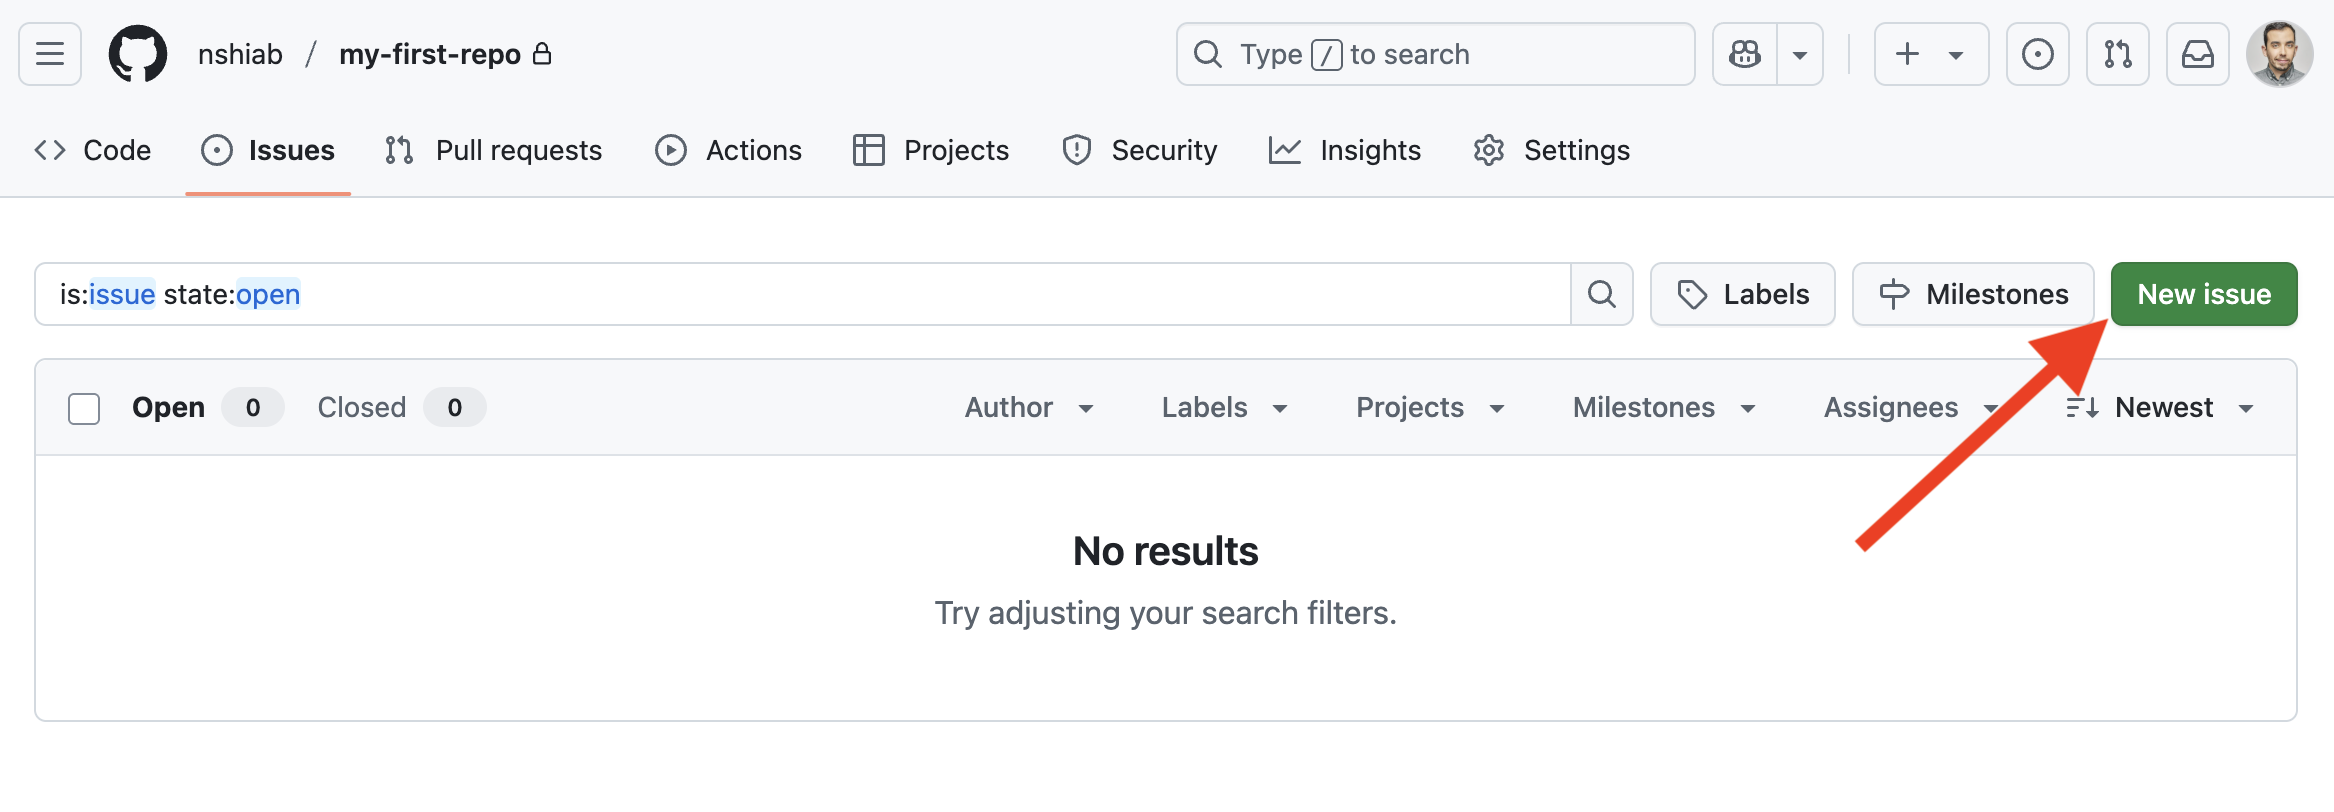 nshiab / my-first-repo
Type / to search
Code Issues Pull requests Actions Projects Security Insights Settings
is:issue state:open Labels Milestones New issue
Open 0 Closed 0 Author Labels Projects Milestones Assignees Newest
No results
Try adjusting your search filters.